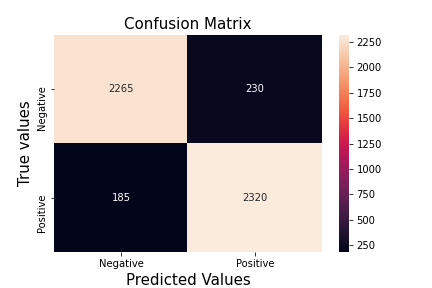 Confusion Matrix
True values
Negative
2265 230
Positive
185 2320
Negative Positive
Predicted Values
2250
2000
1750
1500
1250
1000
750
500
250